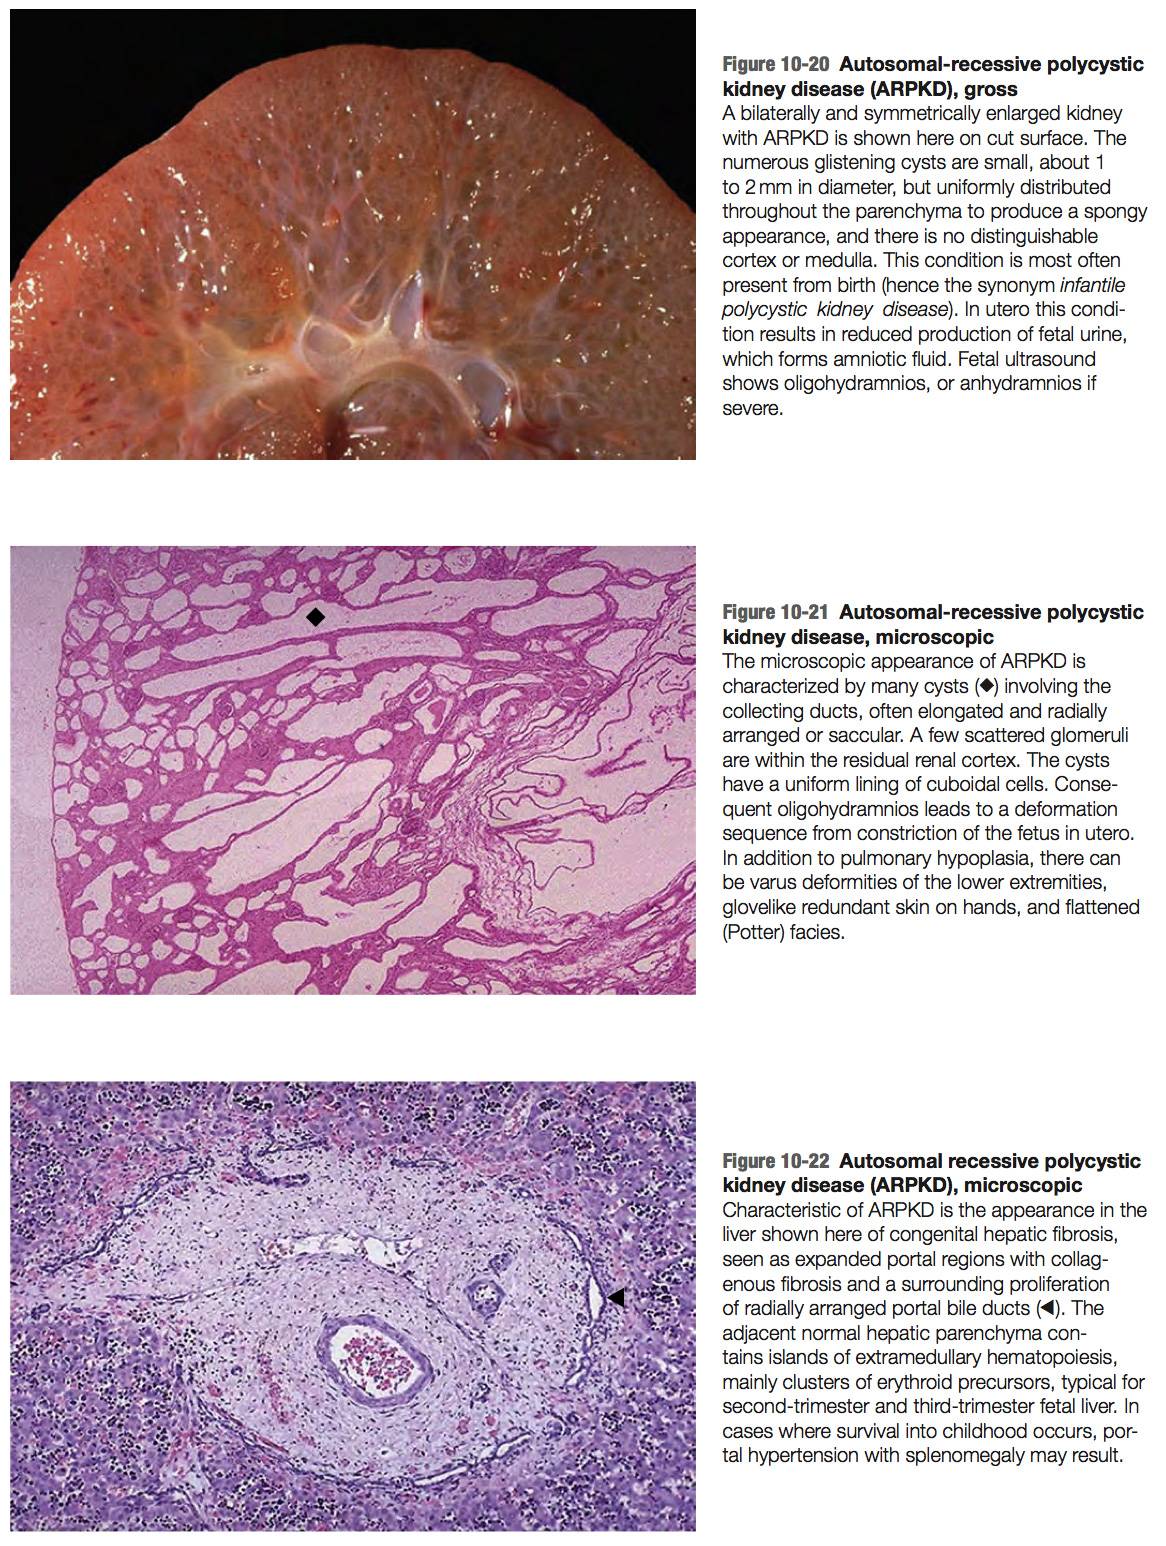 Figure 10-20 Autosomal-recessive polycystic
kidney disease (ARPKD), gross
A bilaterally and symmetrically enlarged kidney
with ARPKD is shown here on cut surface. The
numerous glistening cysts are small, about 1
to 2 mm in diameter, but uniformly distributed
throughout the parenchyma to produce a spongy
appearance, and there is no distinguishable
cortex or medulla. This condition is most often
present from birth (hence the synonym infantile
polycystic kidney disease). In utero this condi-
tion results in reduced production of fetal urine,
which forms amniotic fluid. Fetal ultrasound
shows oligohydramnios, or anhydramnios if
severe.
Figure 10-21 Autosomal-recessive polycystic
kidney disease, microscopic
The microscopic appearance of ARPKD is
characterized by many cysts (◆) involving the
collecting ducts, often elongated and radially
arranged or saccular. A few scattered glomeruli
are within the residual renal cortex. The cysts
have a uniform lining of cuboidal cells. Conse-
quent oligohydramnios leads to a deformation
sequence from constriction of the fetus in utero.
In addition to pulmonary hypoplasia, there can
be varus deformities of the lower extremities,
glovelike redundant skin on hands, and flattened
(Potter) facies.
Figure 10-22 Autosomal recessive polycystic
kidney disease (ARPKD), microscopic
Characteristic of ARPKD is the appearance in the
liver shown here of congenital hepatic fibrosis,
seen as expanded portal regions with collag-
enous fibrosis and a surrounding proliferation
of radially arranged portal bile ducts (◀). The
adjacent normal hepatic parenchyma con-
tains islands of extramedullary hematopoiesis,
mainly clusters of erythroid precursors, typical for
second-trimester and third-trimester fetal liver. In
cases where survival into childhood occurs, por-
tal hypertension with splenomegaly may result.